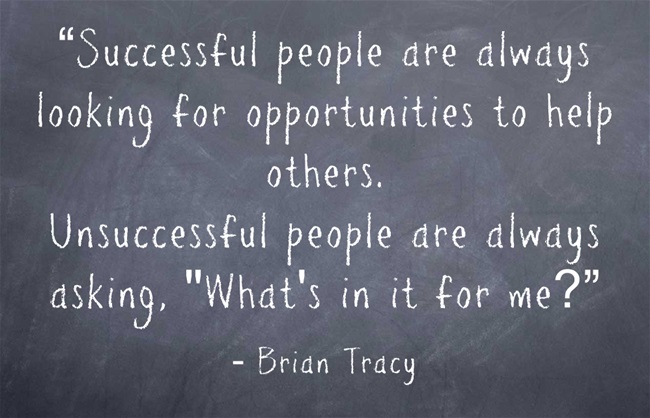 “Successful people are always
looking for opportunities to help
others.
Unsuccessful people are always
asking, "What's in it for me?”
- Brian Tracy